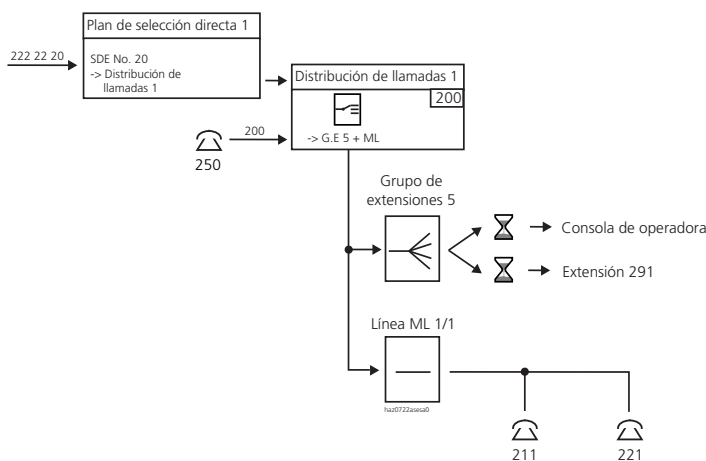 Plan de selección directa 1
222 22 20
SDE No. 20
-> Distribución de
llamadas 1
Distribución de llamadas 1
200
200
-> G.E 5 + ML
250
Grupo de
extensiones 5
Consola de operadora
Extensión 291
Línea ML 1/1
haz0722asesa0
211
221